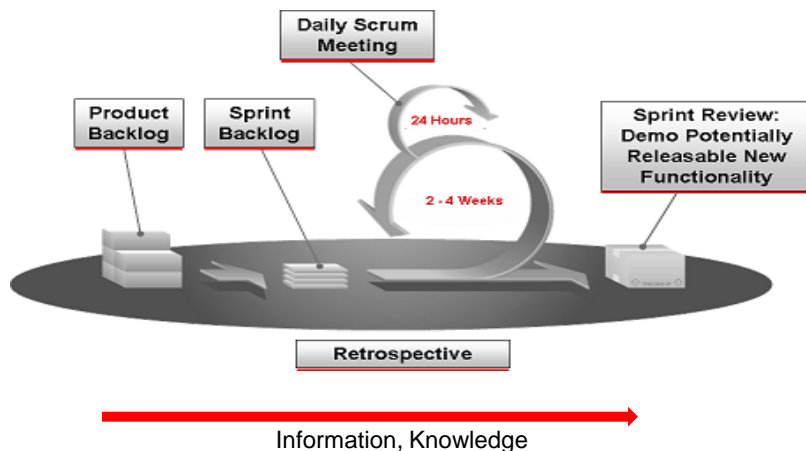 Daily Scrum
Meeting
Product
Backlog
Sprint
Backlog
24 Hours
Sprint Review:
Demo Potentially
Releasable New
Functionality
2 - 4 Weeks
Retrospective
Information, Knowledge